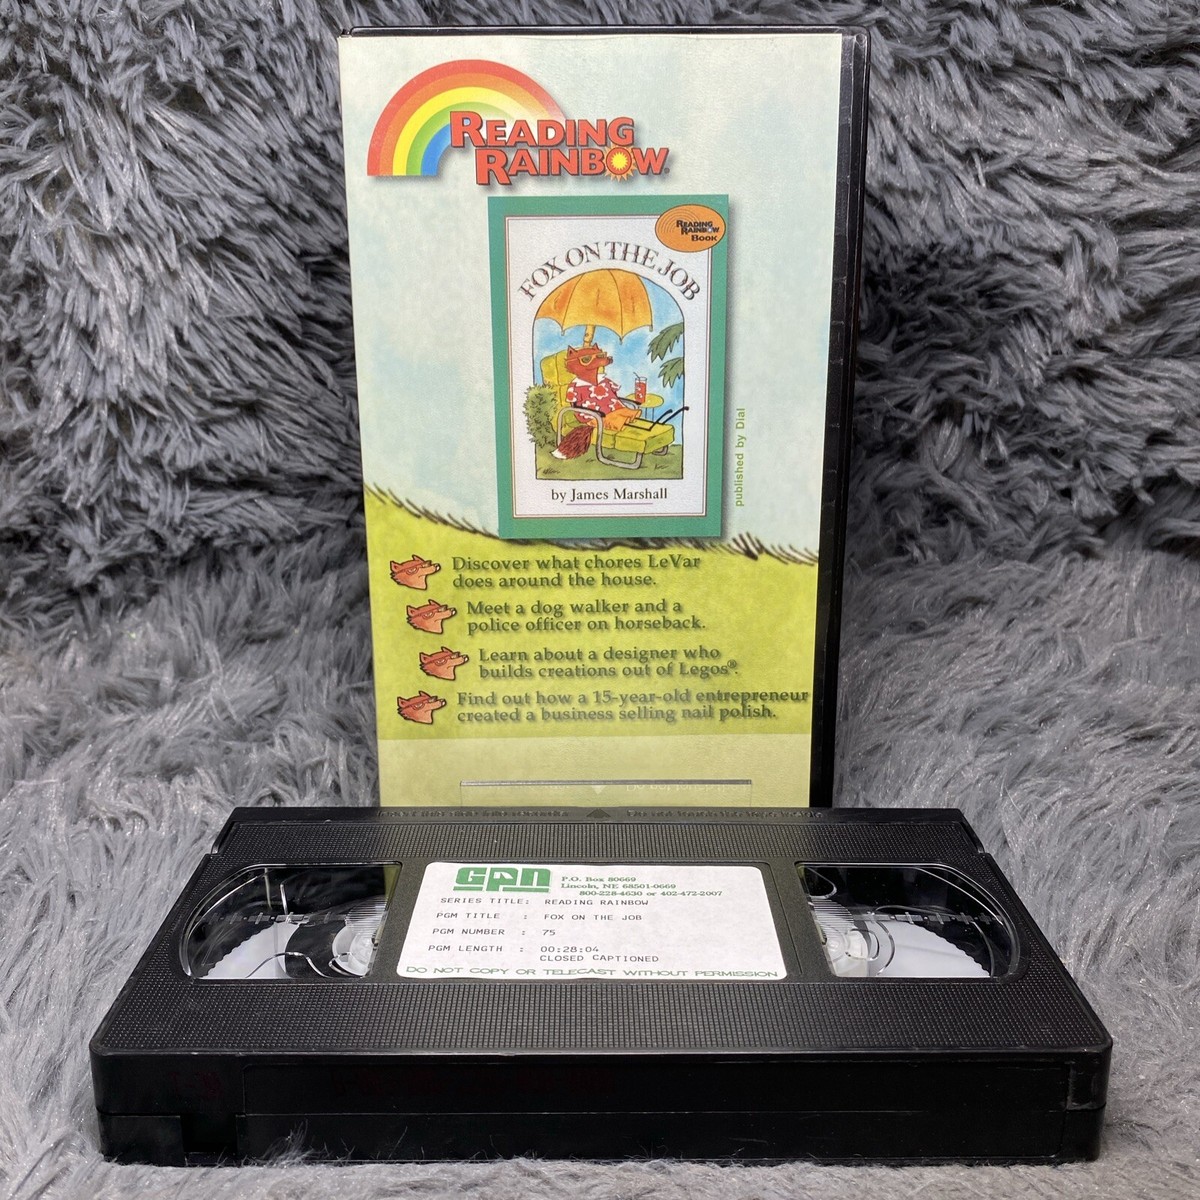 READING
RAINBOW®
READING
RAINBOW
BOOK
FOX ON THE JOB
by James Marshall
published by Dial
Discover what chores LeVar
does around the house.
Meet a dog walker and a
police officer on horseback.
Learn about a designer who
builds creations out of Legos®.
Find out how a 15-year-old entrepreneur
created a business selling nail polish.
GPN
P.O. Box 80669
Lincoln, NE 68501-0669
800-228-4630 or 402-472-2007
SERIES TITLE: READING RAINBOW
PGM TITLE : FOX ON THE JOB
PGM NUMBER : 75
PGM LENGTH : 00:28:04
CLOSED CAPTIONED
DO NOT COPY OR TELECAST WITHOUT PERMISSION